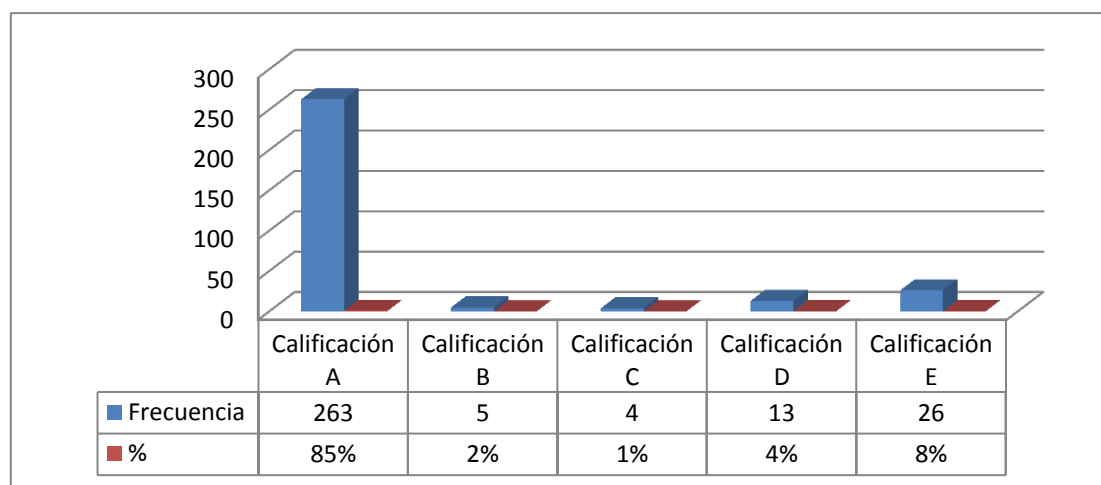 300
250
200
150
100
50
0
Calificación A
Calificación B
Calificación C
Calificación D
Calificación E
Frecuencia 263 5 4 13 26
% 85% 2% 1% 4% 8%